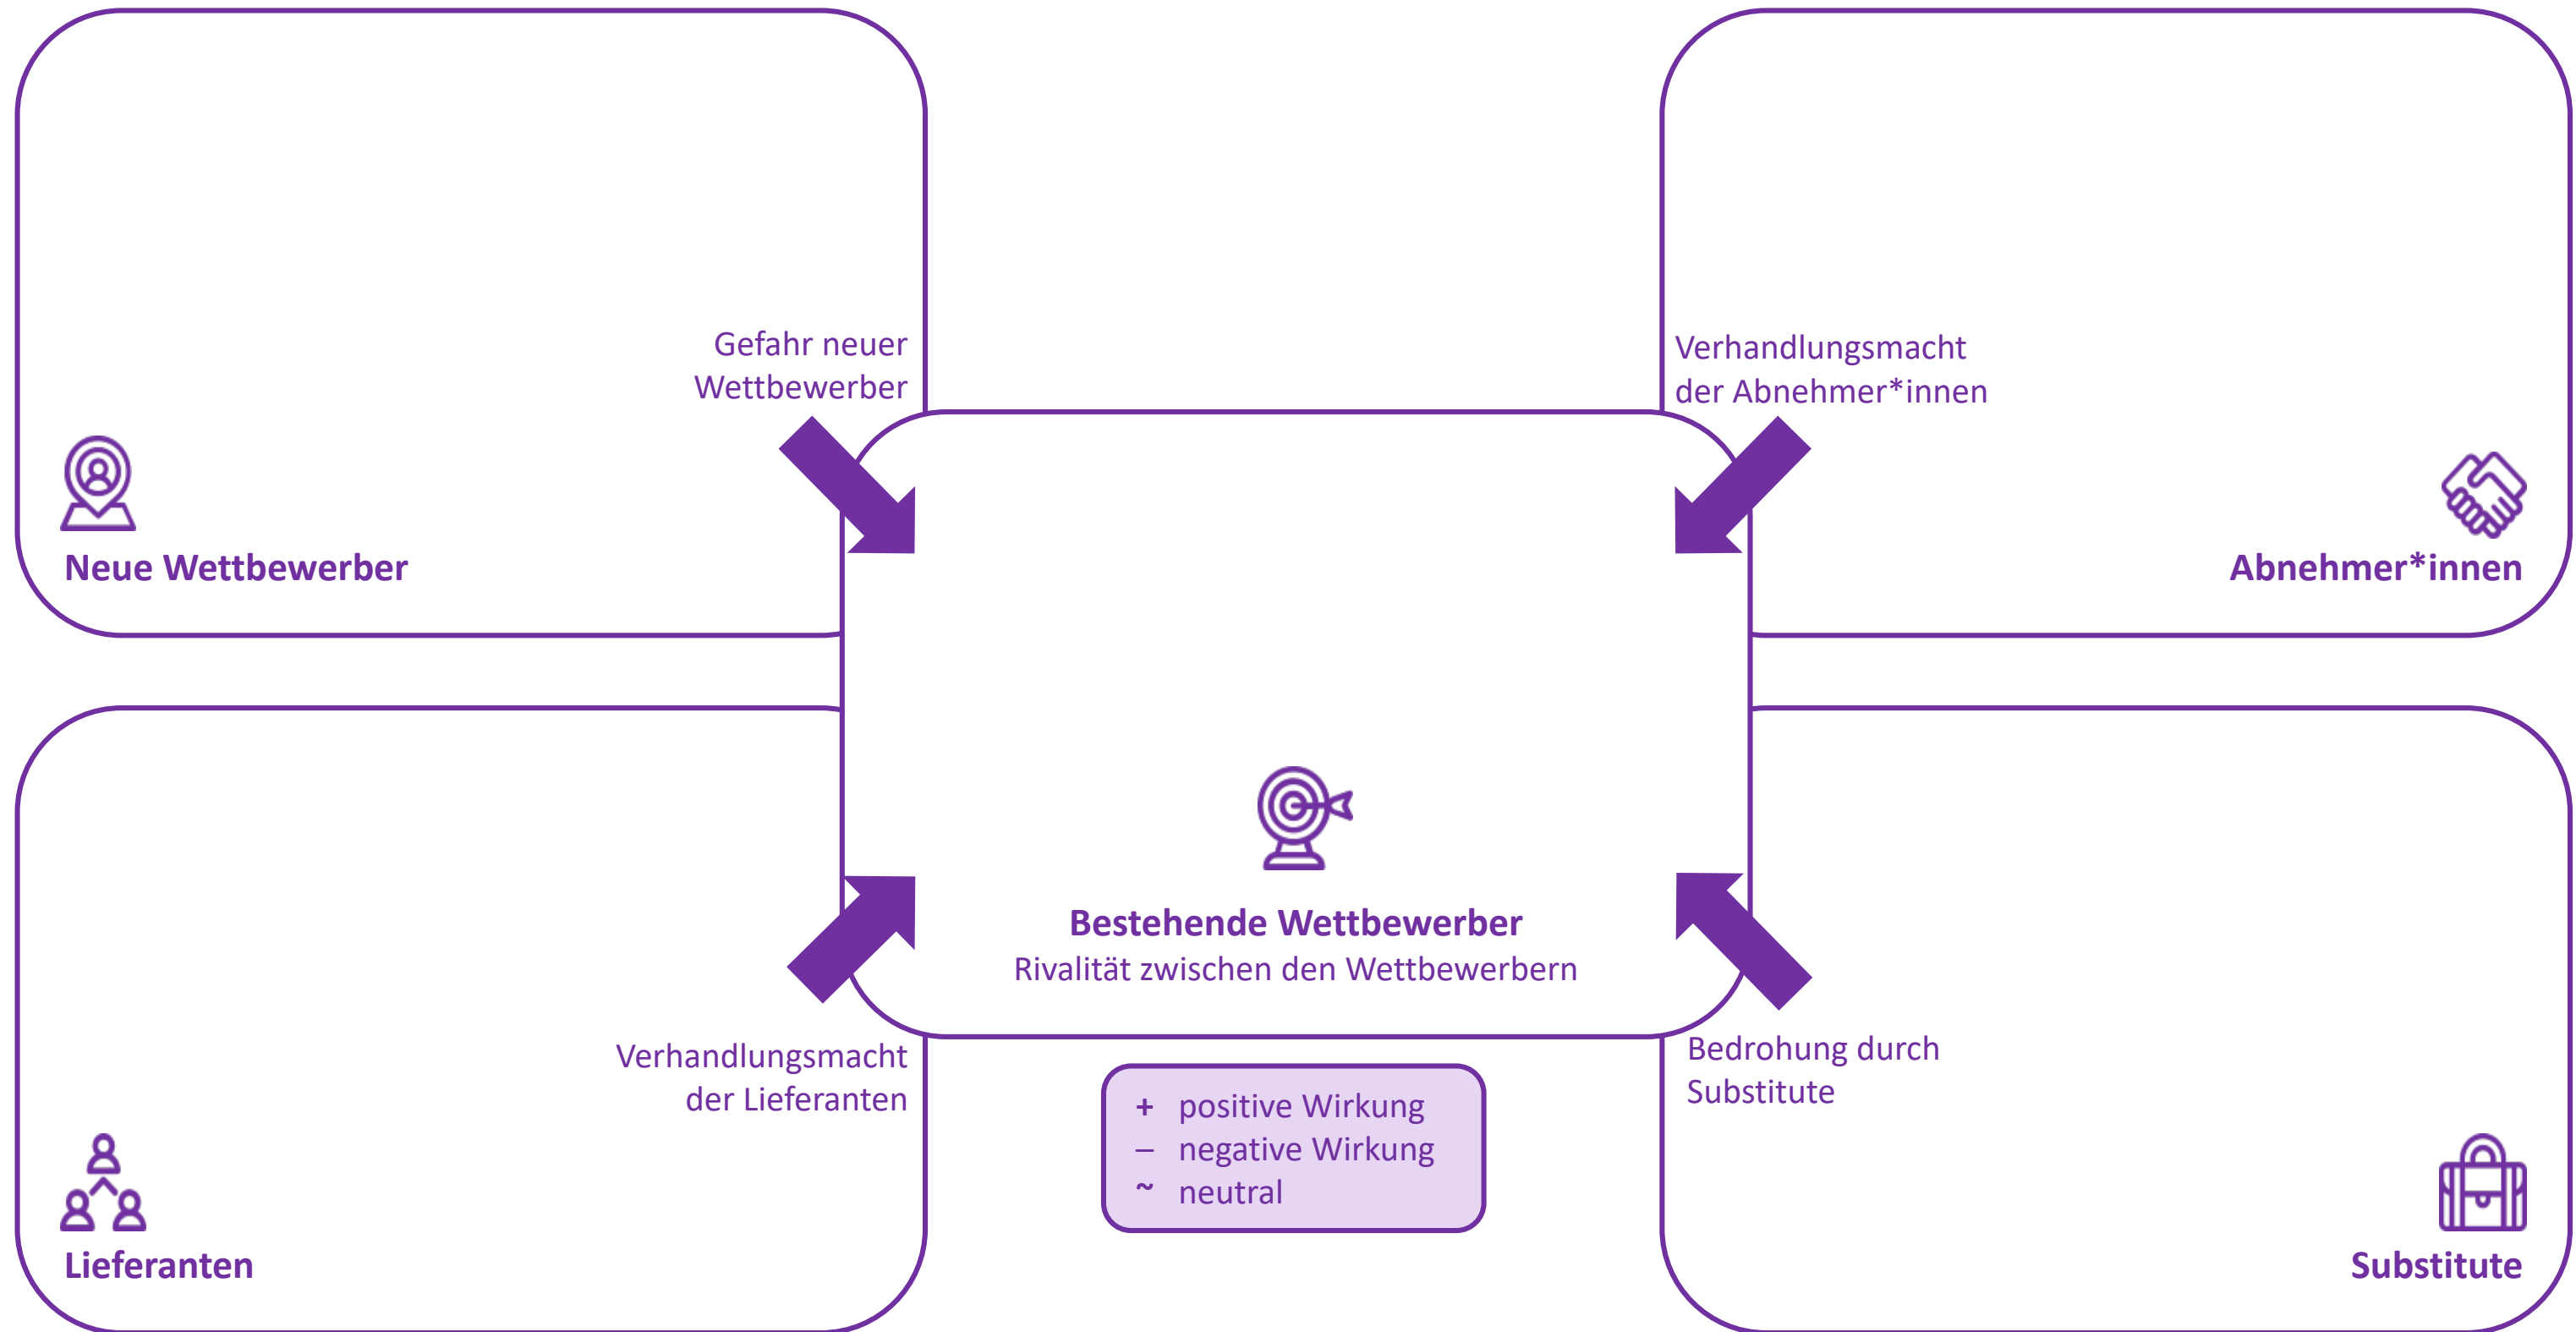 Gefahr neuer
Wettbewerber
Neue Wettbewerber
Verhandlungsmacht
der Abnehmer*innen
Abnehmer*innen
Bestehende Wettbewerber
Rivalität zwischen den Wettbewerbern
Verhandlungsmacht
der Lieferanten
Lieferanten
+ positive Wirkung
– negative Wirkung
~ neutral
Bedrohung durch
Substitute
Substitute